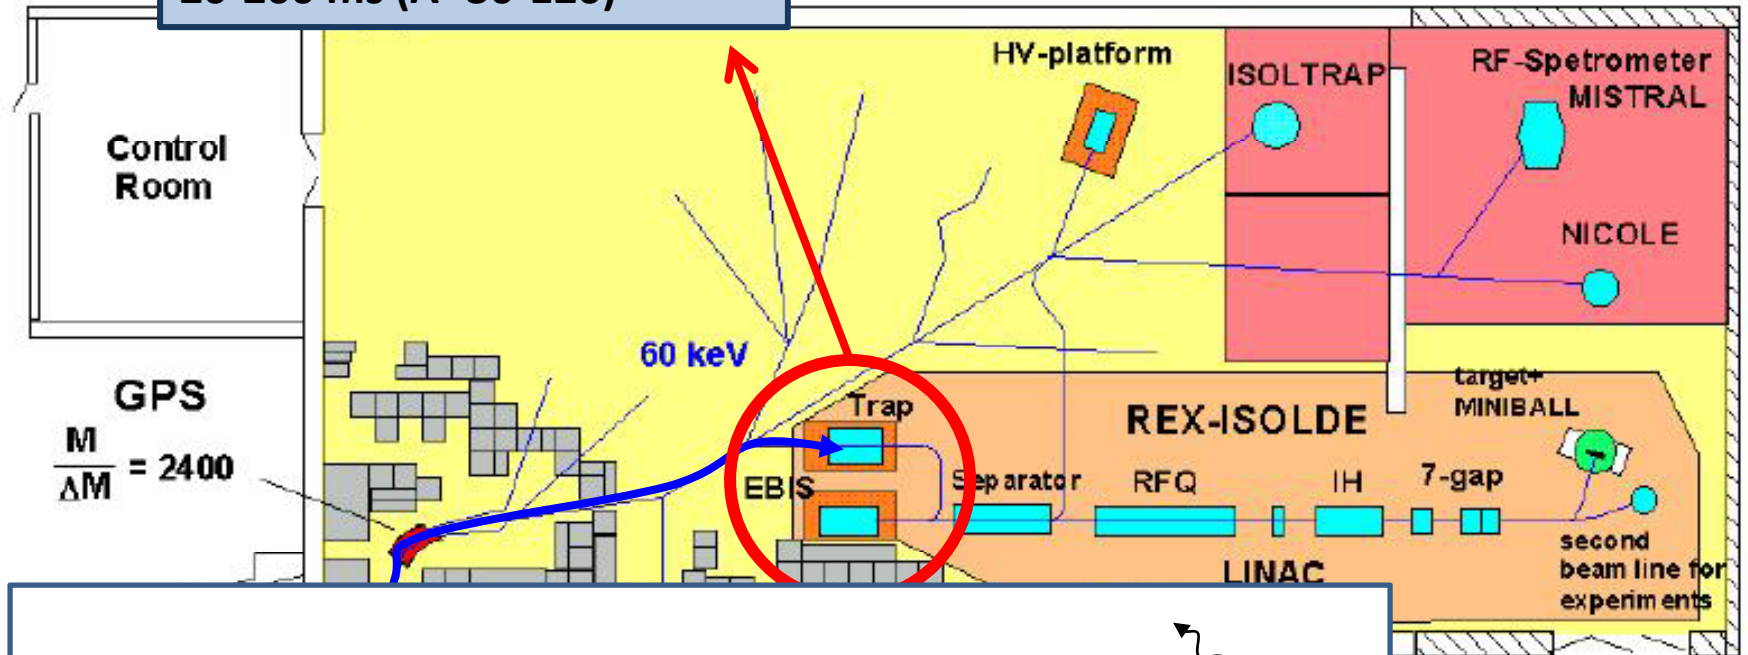 HV-platform
ISOLTRAP
RF-Spetrometer
MISTRAL
Control
Room
NICOLE
60 keV
GPS
M
ΔM
= 2400
Trap
EBIS
REX-ISOLDE
target+
MINIBALL
Separator
RFQ
IH
7-gap
LINAC
second
beam line for
experiments